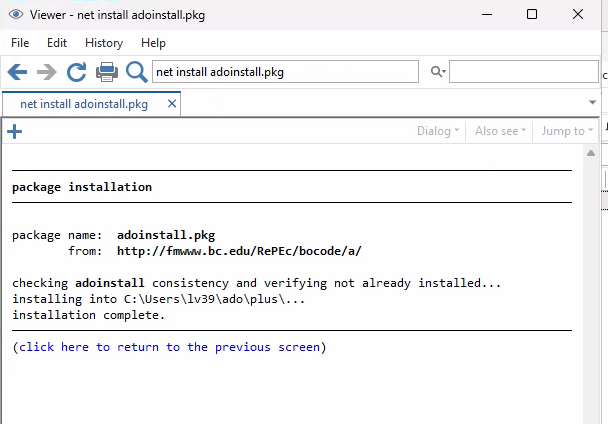 Viewer - net install adoinstall.pkg
File Edit History Help
net install adoinstall.pkg
net install adoinstall.pkg
Dialog Also see Jump to
package installation
package name: adoinstall.pkg
from: http://fmwww.bc.edu/RePEc/bocode/a/
checking adoinstall consistency and verifying not already installed...
installing into C:\Users\lv39\ado\plus\...
installation complete.
(click here to return to the previous screen)